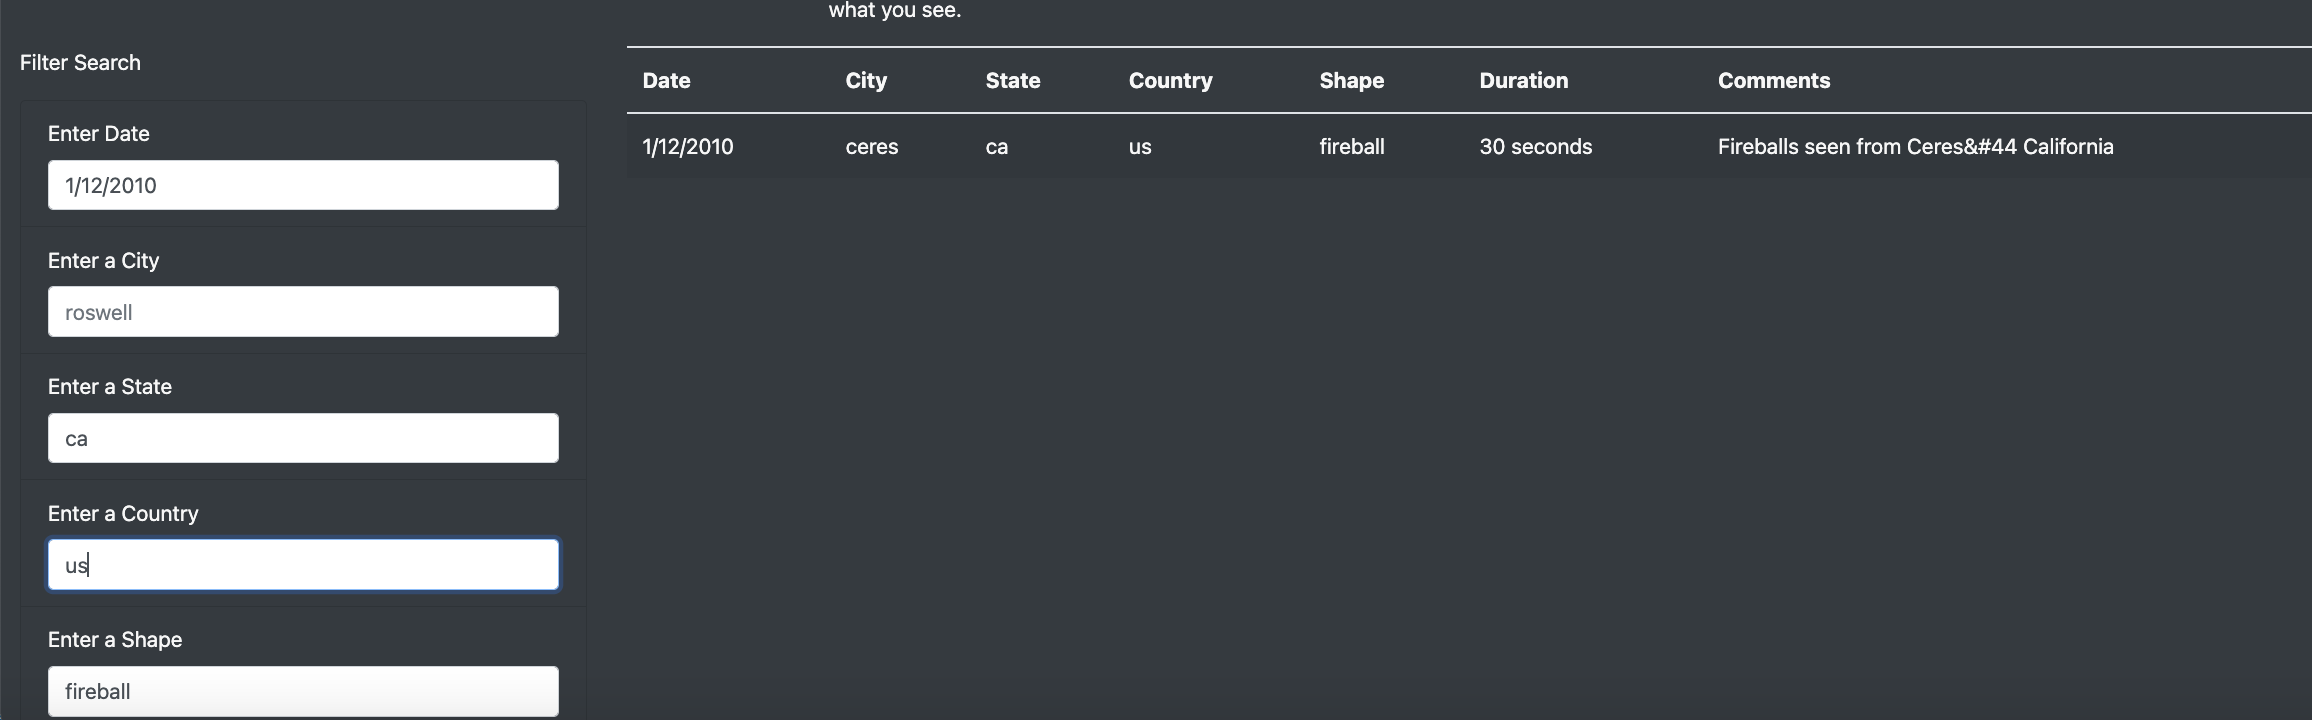 what you see.
Filter Search
Enter Date
1/12/2010
Enter a City
roswell
Enter a State
ca
Enter a Country
us
Enter a Shape
fireball
Date City State Country Shape Duration Comments
1/12/2010 ceres ca us fireball 30 seconds Fireballs seen from Ceres&#44 California